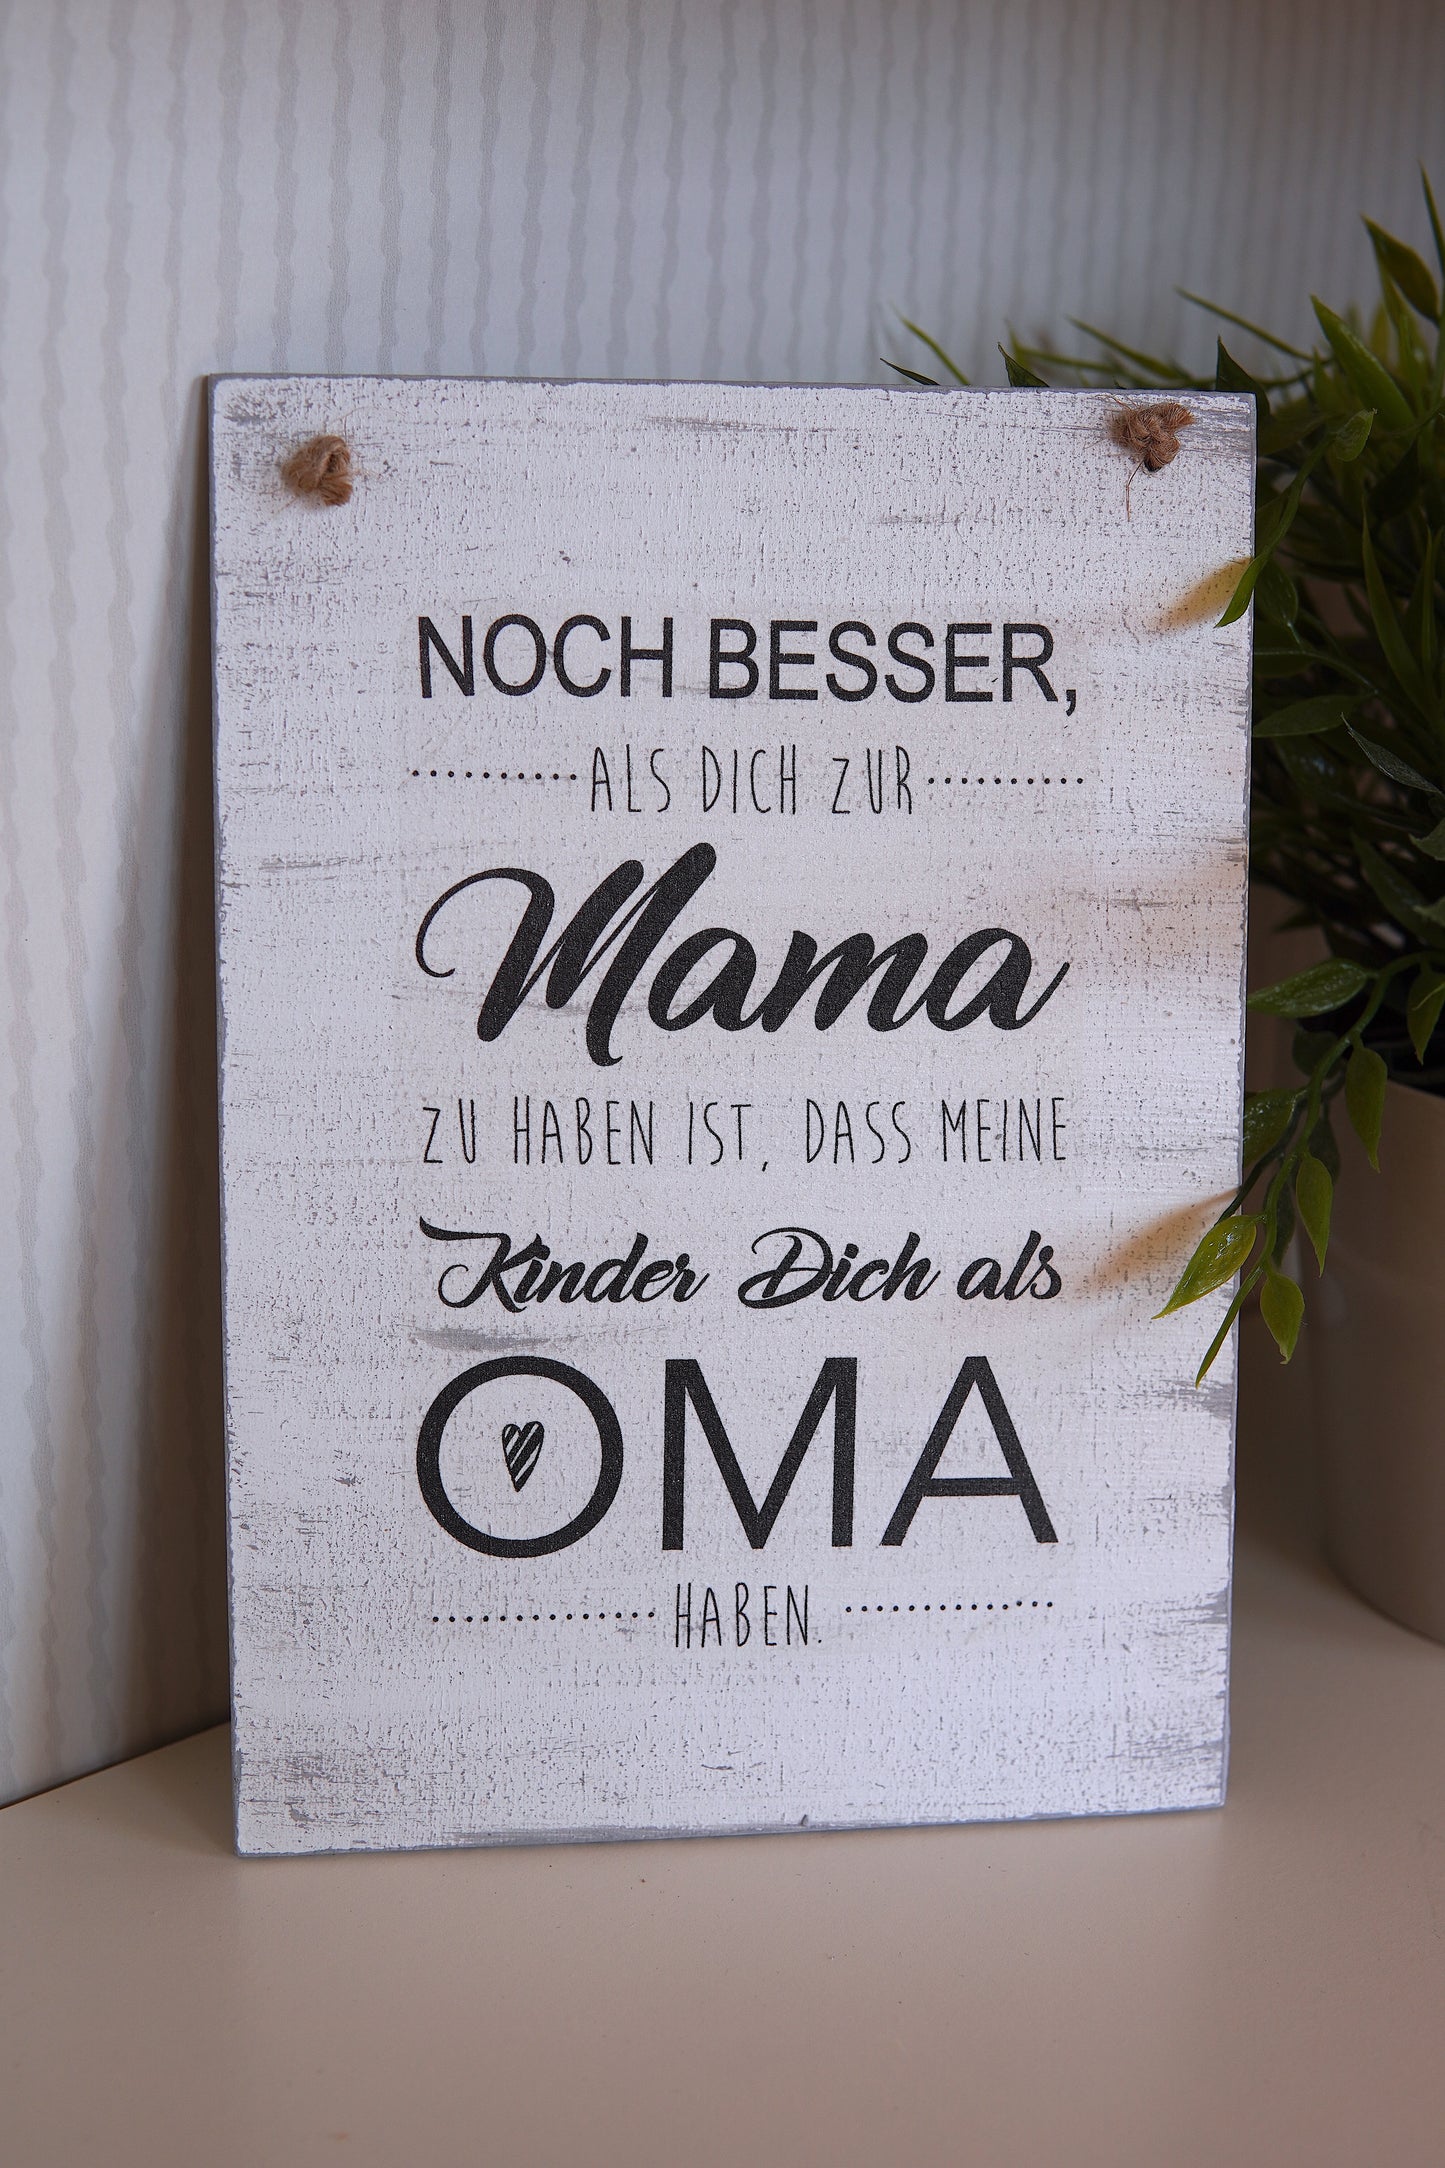 NOCH BESSER,
ALS DICH ZUR
Mama
ZU HABEN IST, DASS MEINE
Kinder Dich als
OMA
HABEN.